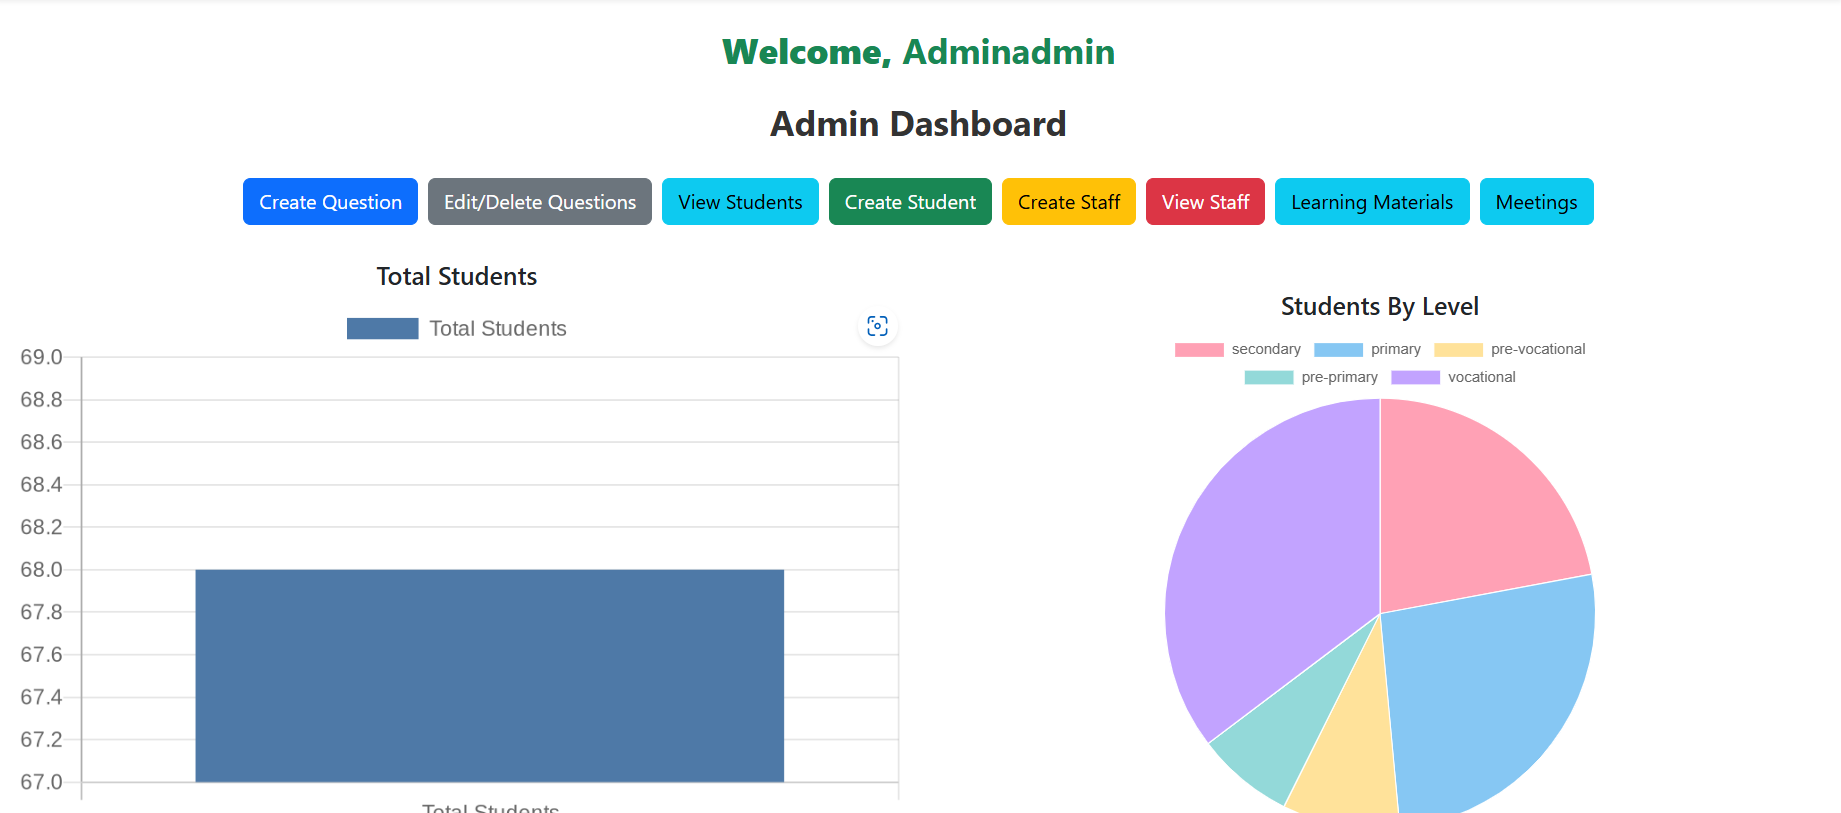 Welcome, Adminadmin
Admin Dashboard
Create Question
Edit/Delete Questions
View Students
Create Student
Create Staff
View Staff
Learning Materials
Meetings
Total Students
Total Students
69.0
68.8
68.6
68.4
68.2
68.0
67.8
67.6
67.4
67.2
67.0
Total Students
Students By Level
secondary primary pre-vocational
pre-primary vocational